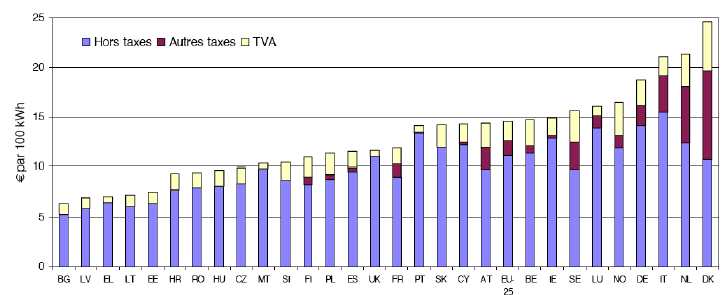 25
Hors taxes Autres taxes TVA
20
15
10
5
0
€par 100 kWh
BG LV EL LT EE HR RO HU CZ MT SI FI PL ES UK FR PT SK CY AT EU-25 BE IE SE LU NO DE IT NL DK